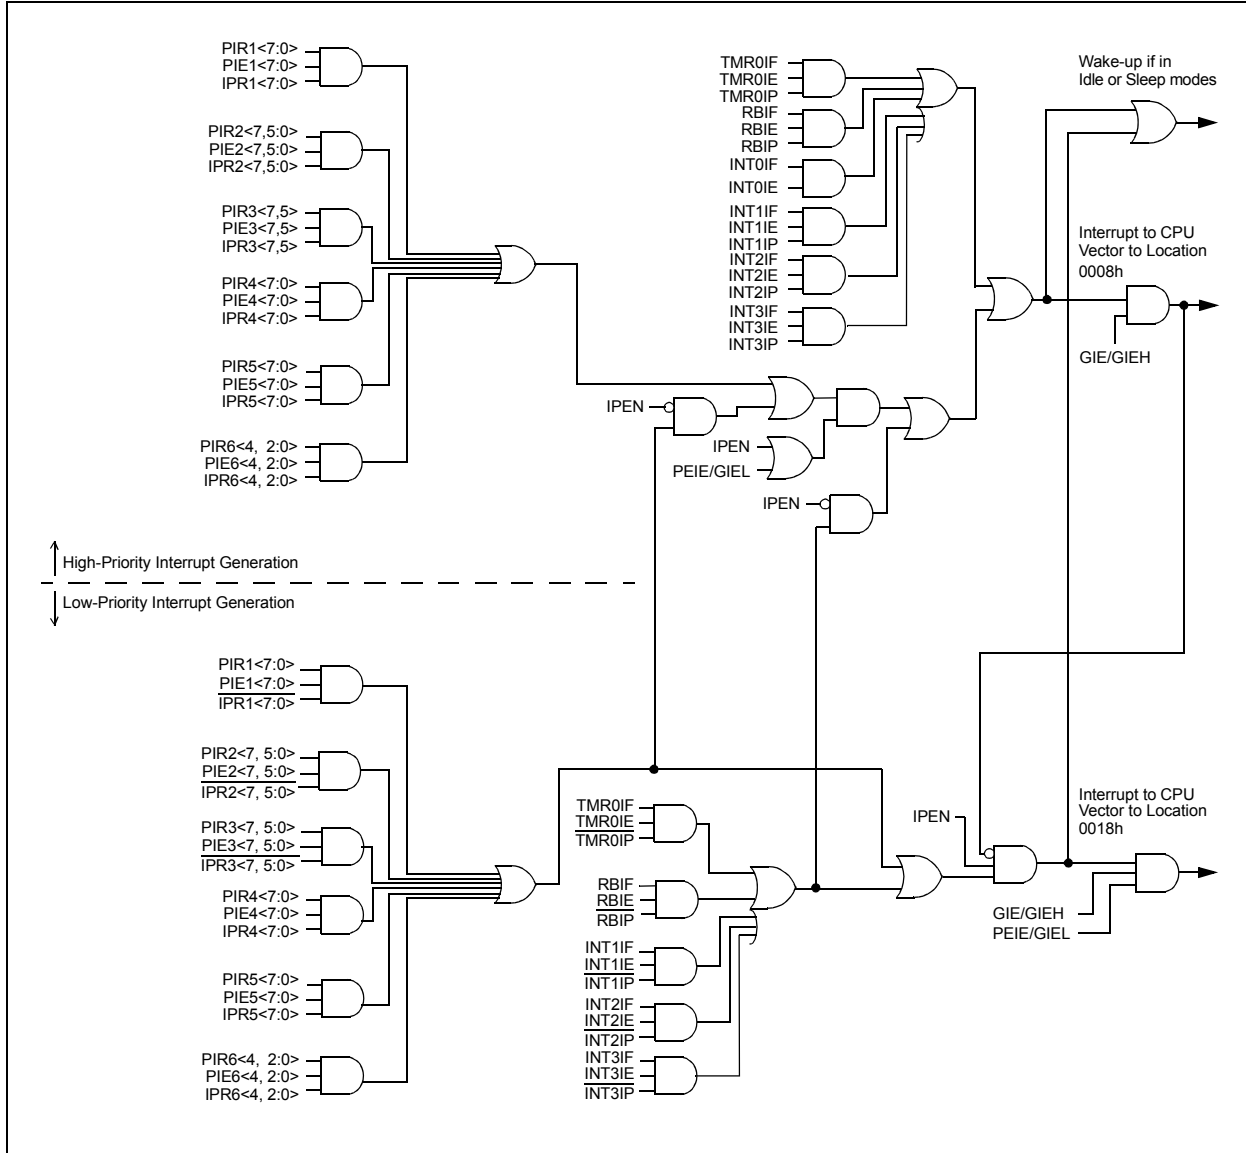 PIR1<7:0>
PIE1<7:0>
IPR1<7:0>
PIR2<7,5:0>
PIE2<7,5:0>
IPR2<7,5:0>
PIR3<7,5>
PIE3<7,5>
IPR3<7,5>
PIR4<7:0>
PIE4<7:0>
IPR4<7:0>
PIR5<7:0>
PIE5<7:0>
IPR5<7:0>
PIR6<4, 2:0>
PIE6<4, 2:0>
IPR6<4, 2:0>
TMR0IF
TMR0IE
TMR0IP
RBIF
RBIE
RBIP
INT0IF
INT0IE
INT1IF
INT1IE
INT1IP
INT2IF
INT2IE
INT2IP
INT3IF
INT3IE
INT3IP
Wake-up if in
Idle or Sleep modes
Interrupt to CPU
Vector to Location
0008h
GIE/GIEH
IPEN
IPEN
PEIE/GIEL
IPEN
High-Priority Interrupt Generation
Low-Priority Interrupt Generation
PIR1<7:0>
PIE1<7:0>
IPR1<7:0>
PIR2<7, 5:0>
PIE2<7, 5:0>
IPR2<7, 5:0>
PIR3<7, 5:0>
PIE3<7, 5:0>
IPR3<7, 5:0>
PIR4<7:0>
PIE4<7:0>
IPR4<7:0>
PIR5<7:0>
PIE5<7:0>
IPR5<7:0>
PIR6<4, 2:0>
PIE6<4, 2:0>
IPR6<4, 2:0>
TMR0IF
TMR0IE
TMR0IP
RBIF
RBIE
RBIP
INT1IF
INT1IE
INT1IP
INT2IF
INT2IE
INT2IP
INT3IF
INT3IE
INT3IP
IPEN
Interrupt to CPU
Vector to Location
0018h
GIE/GIEH
PEIE/GIEL